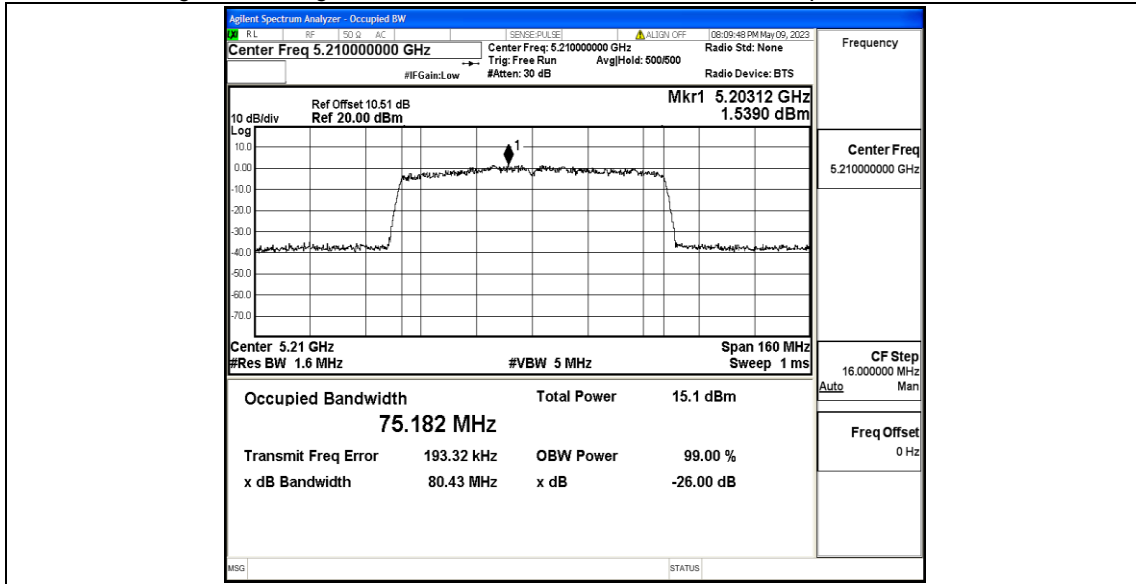 Agilent Spectrum Analyzer - Occupied BW
RL RF 50 Ω AC SENSE:PULSE ALIGN OFF 08:09:48 PM May 09, 2023
Center Freq 5.210000000 GHz
Center Freq: 5.210000000 GHz Radio Std: None
Trig: Free Run Avg|Hold: 500/500
#IFGain:Low #Atten: 30 dB Radio Device: BTS
Frequency
Mkr1 5.20312 GHz
1.5390 dBm
Ref Offset 10.51 dB
10 dB/div Ref 20.00 dBm
Log
10.0
0.00
-10.0
-20.0
-30.0
-40.0
-50.0
-60.0
-70.0
1
Center 5.21 GHz Span 160 MHz
#Res BW 1.6 MHz #VBW 5 MHz Sweep 1 ms
Center Freq
5.210000000 GHz
CF Step
16.000000 MHz
Auto Man
Freq Offset
0 Hz
Occupied Bandwidth Total Power 15.1 dBm
75.182 MHz
Transmit Freq Error 193.32 kHz OBW Power 99.00 %
x dB Bandwidth 80.43 MHz x dB -26.00 dB
MSG STATUS